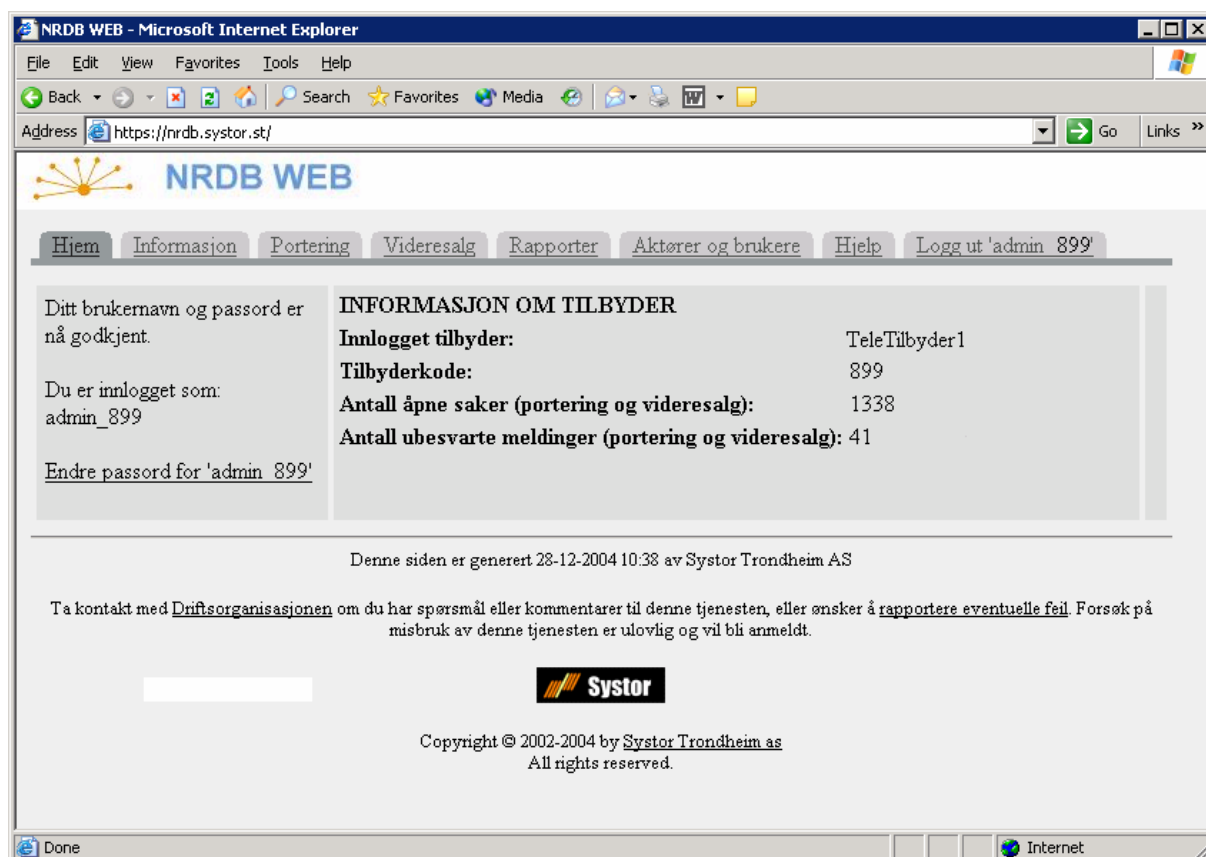 NRDB WEB - Microsoft Internet Explorer
File Edit View Favorites Tools Help
Back Search Favorites Media
Address https://nrdb.systor.st/ Go Links »
NRDB WEB
Hjem Informasjon Portering Videresalg Rapporter Aktører og brukere Hjelp Logg ut 'admin 899'
Ditt brukernavn og passord er
nå godkjent.
Du er innlogget som:
admin_899
Endre passord for 'admin_899'
INFORMASJON OM TILBYDER
Innlogget tilbyder: TeleTilbyder1
Tilbyderkode: 899
Antall åpne saker (portering og videresalg): 1338
Antall ubesvarte meldinger (portering og videresalg): 41
Denne siden er generert 28-12-2004 10:38 av Systor Trondheim AS
Ta kontakt med Driftsorganisasjonen om du har spørsmål eller kommentarer til denne tjenesten, eller ønsker å rapportere eventuelle feil. Forsøk på
misbruk av denne tjenesten er ulovlig og vil bli anmeldt.
Systor
Copyright © 2002-2004 by Systor Trondheim as
All rights reserved.
Done Internet